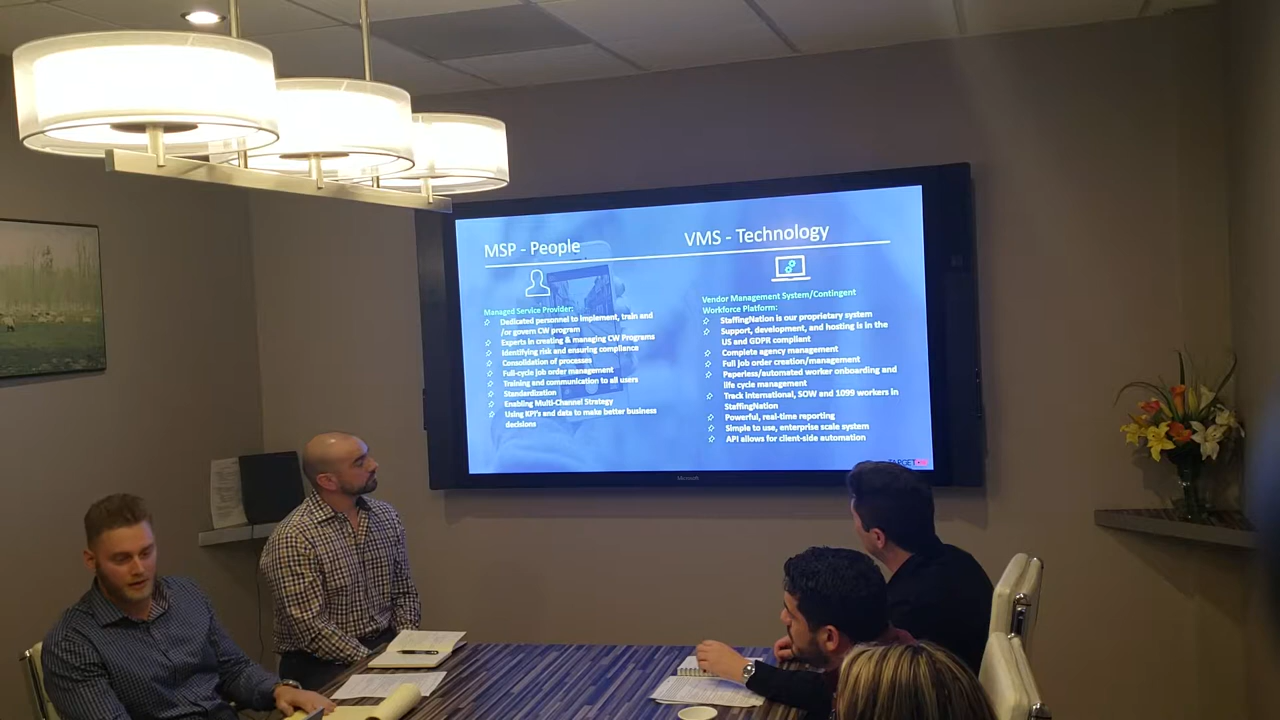 MSP - People
Managed Service Provider:
Dedicated personnel to implement, train and
/or govern CW program
Experts in creating & managing CW Programs
Identifying risk and ensuring compliance
Consolidation of processes
Full-cycle job order management
Training and communication to all users
Standardization
Enabling Multi-Channel Strategy
Using KPI's and data to make better business
decisions
VMS - Technology
Vendor Management System/Contingent
Workforce Platform:
StaffingNation is our proprietary system
Support, development, and hosting is in the
US and GDPR compliant
Complete agency management
Full job order creation/management
Paperless/automated worker onboarding and
life cycle management
Track International, SOW and 1099 workers in
StaffingNation
Powerful, real-time reporting
Simple to use, enterprise scale system
API allows for client-side automation
TARGET
Microsoft